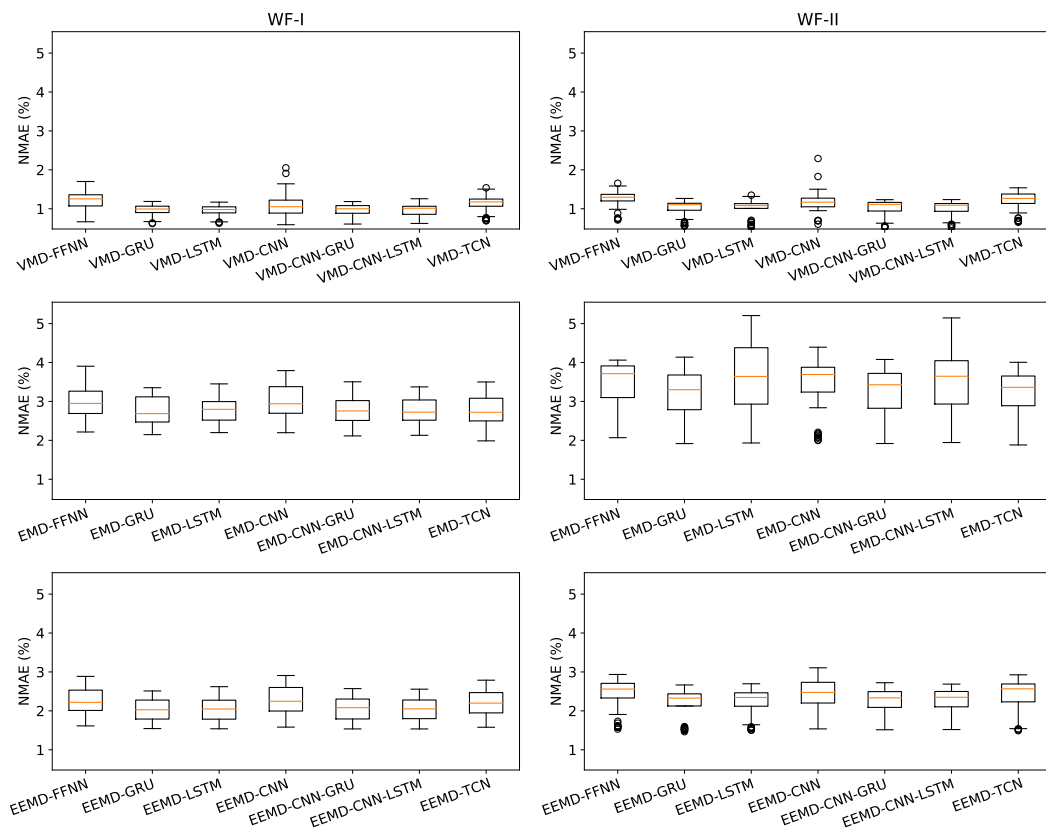 WF-I
WF-II
NMAE (%)
5
4
3
2
1
VMD-FFNN
VMD-GRU
VMD-LSTM
VMD-CNN
VMD-CNN-GRU
VMD-CNN-LSTM
VMD-TCN
NMAE (%)
5
4
3
2
1
VMD-FFNN
VMD-GRU
VMD-LSTM
VMD-CNN
VMD-CNN-GRU
VMD-CNN-LSTM
VMD-TCN
NMAE (%)
5
4
3
2
1
EMD-FFNN
EMD-GRU
EMD-LSTM
EMD-CNN
EMD-CNN-GRU
EMD-CNN-LSTM
EMD-TCN
NMAE (%)
5
4
3
2
1
EMD-FFNN
EMD-GRU
EMD-LSTM
EMD-CNN
EMD-CNN-GRU
EMD-CNN-LSTM
EMD-TCN
NMAE (%)
5
4
3
2
1
EEMD-FFNN
EEMD-GRU
EEMD-LSTM
EEMD-CNN
EEMD-CNN-GRU
EEMD-CNN-LSTM
EEMD-TCN
NMAE (%)
5
4
3
2
1
EEMD-FFNN
EEMD-GRU
EEMD-LSTM
EEMD-CNN
EEMD-CNN-GRU
EEMD-CNN-LSTM
EEMD-TCN